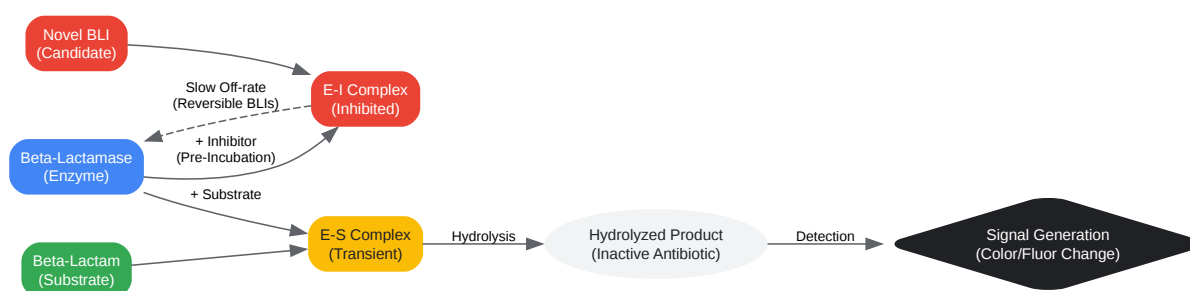 Novel BLI
(Candidate)
Slow Off-rate
(Reversible BLIs)
E-I Complex
(Inhibited)
+ Inhibitor
(Pre-Incubation)
Beta-Lactamase
(Enzyme)
+ Substrate
E-S Complex
(Transient)
Hydrolysis
Hydrolyzed Product
(Inactive Antibiotic)
Detection
Signal Generation
(Color/Fluor Change)
Beta-Lactam
(Substrate)